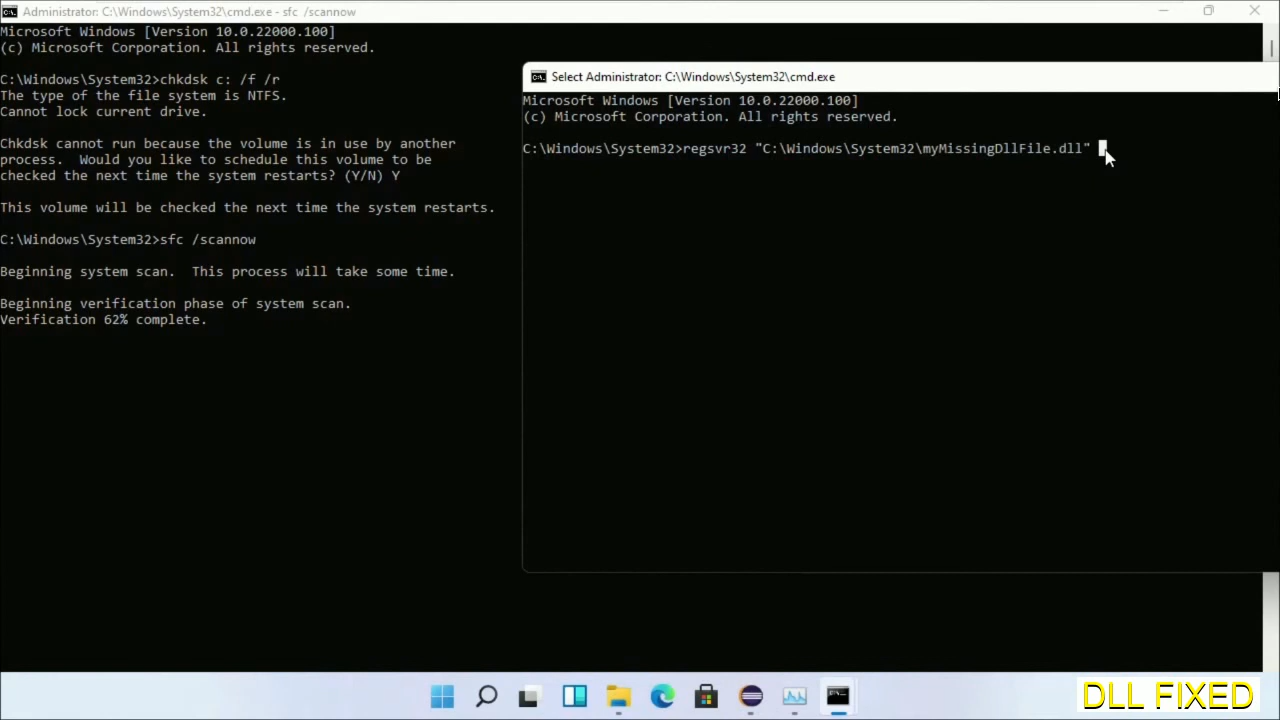 Administrator: C:\Windows\System32\cmd.exe - sfc /scannow
Microsoft Windows [Version 10.0.22000.100]
(c) Microsoft Corporation. All rights reserved.
C:\Windows\System32>chkdsk c: /f /r
The type of the file system is NTFS.
Cannot lock current drive.
Chkdsk cannot run because the volume is in use by another
process.  Would you like to schedule this volume to be
checked the next time the system restarts? (Y/N) Y
This volume will be checked the next time the system restarts.
C:\Windows\System32>sfc /scannow
Beginning system scan.  This process will take some time.
Beginning verification phase of system scan.
Verification 62% complete.
Select Administrator: C:\Windows\System32\cmd.exe
Microsoft Windows [Version 10.0.22000.100]
(c) Microsoft Corporation. All rights reserved.
C:\Windows\System32>regsvr32 "C:\Windows\System32\myMissingDllFile.dll"
DLL FIXED